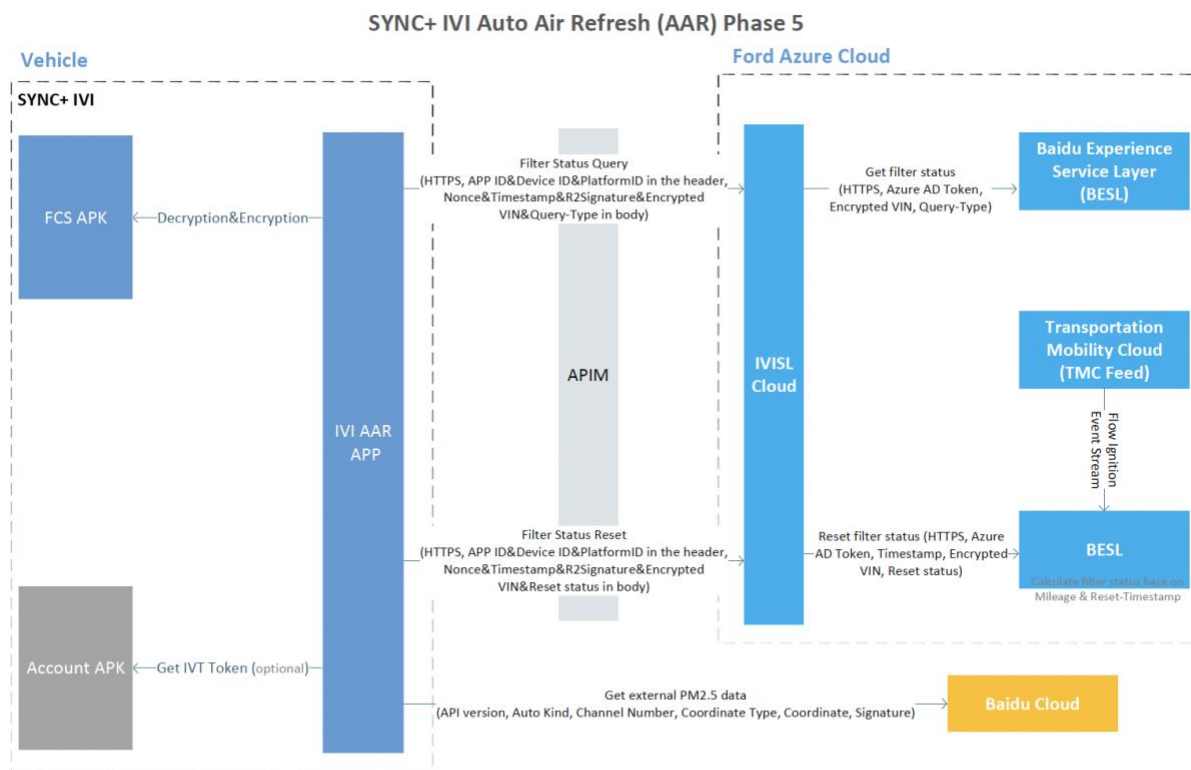 SYNC+ IVI Auto Air Refresh (AAR) Phase 5
Vehicle
Ford Azure Cloud
SYNC+ IVI
FCS APK
Decryption&Encryption
IVI AAR
APP
Filter Status Query
(HTTPS, APP ID&Device ID&PlatformID in the header,
Nonce&Timestamp&R2Signature&Encrypted
VIN&Query-Type in body)
APIM
IVISL
Cloud
Get filter status
(HTTPS, Azure AD Token,
Encrypted VIN, Query-Type)
Baidu Experience
Service Layer
(BESL)
Transportation
Mobility Cloud
(TMC Feed)
Flow Ignition
Event Stream
Filter Status Reset
(HTTPS, APP ID&Device ID&PlatformID in the header,
Nonce&Timestamp&R2Signature&Encrypted
VIN&Reset status in body)
Reset filter status (HTTPS, Azure
AD Token, Timestamp, Encrypted
VIN, Reset status)
BESL
Calculate filter status base on
Mileage & Reset-Timestamp
Account APK
Get IVT Token (optional)
Get external PM2.5 data
(API version, Auto Kind, Channel Number, Coordinate Type, Coordinate, Signature)
Baidu Cloud